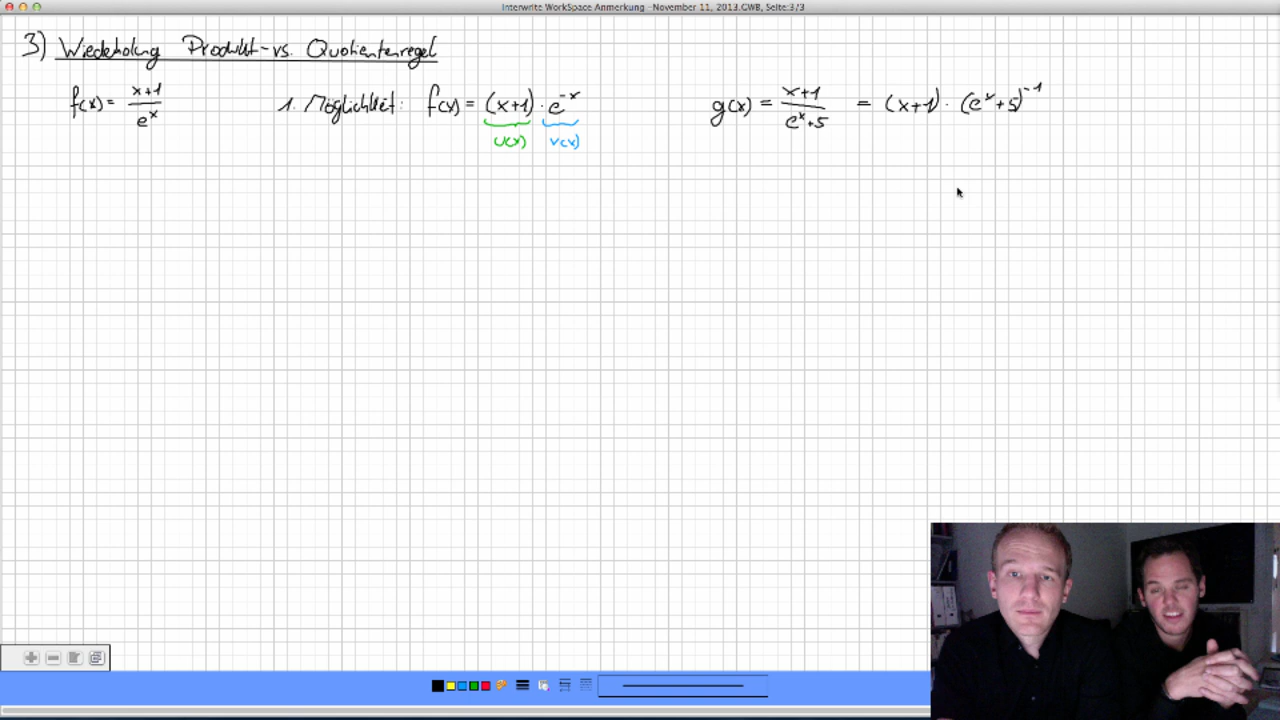 Interwrite WorkSpace Anmerkung -November 11, 2013.GWB, Seite:3/3
3) Wiederholung Produkt- vs. Quotientenregel
f(x) = x+1 / e^x 1. Möglichkeit: f(x) = (x+1) · e^-x g(x) = x+1 / e^x+5 = (x+1) · (e^x+5)^-1
u(x) v(x)